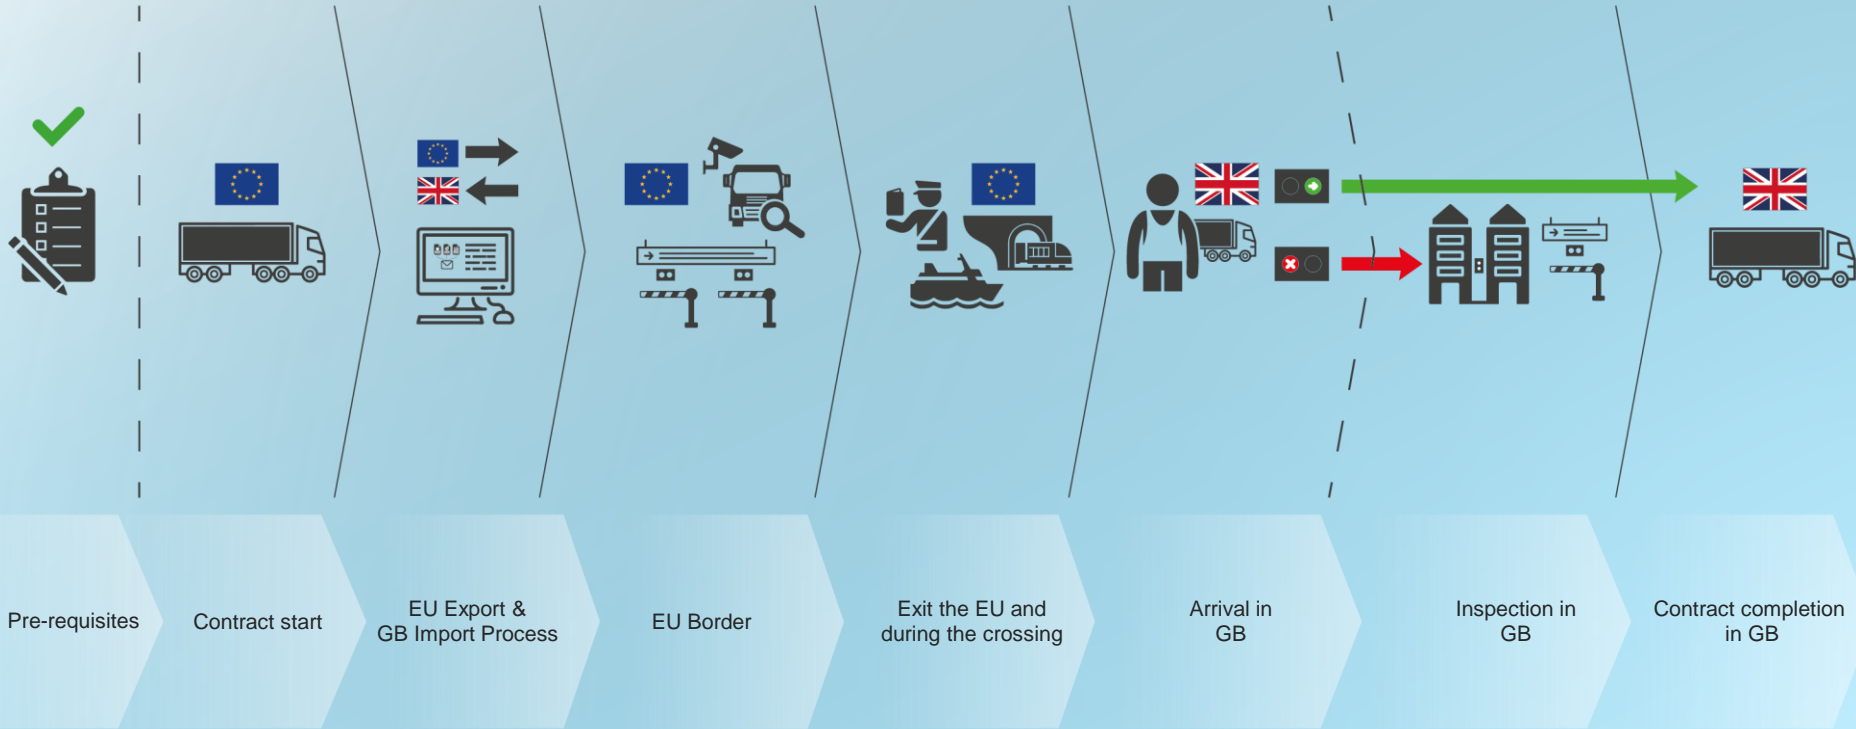 Pre-requisites
Contract start
EU Export &
GB Import Process
EU Border
Exit the EU and
during the crossing
Arrival in
GB
Inspection in
GB
Contract completion
in GB